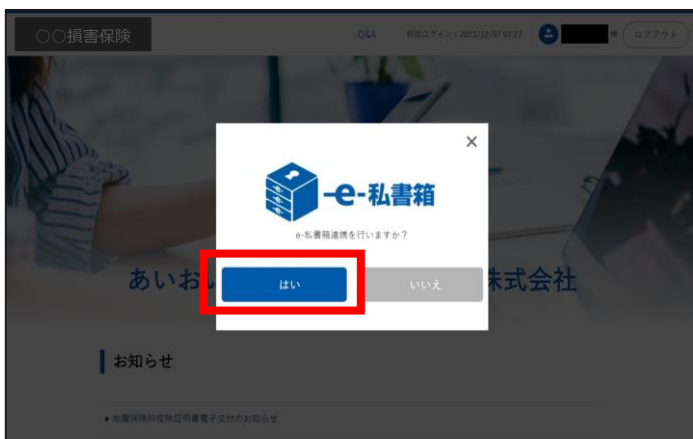 〇〇損害保険
Q&A
前回ログイン：2021/12/07 07:27
様
ログアウト
×
-e-私書箱
e-私書箱連携を行いますか？
あいお
株式会社
はい
いいえ
お知らせ
▶ 地震保険料控除証明書電子交付のお知らせ